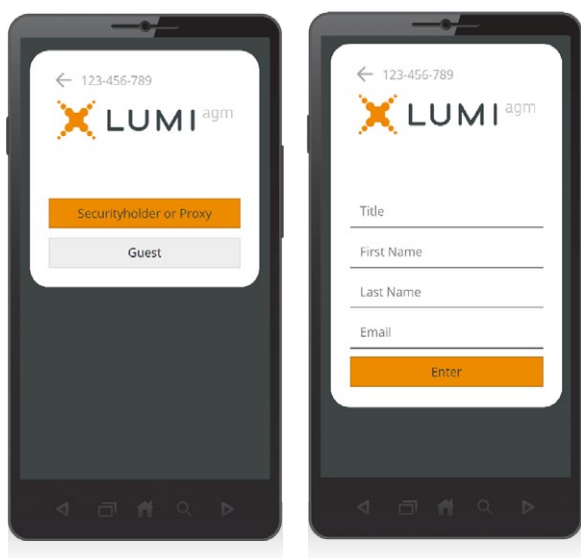 123-456-789
LUMI agm
Securityholder or Proxy
Guest
123-456-789
LUMI agm
Title
First Name
Last Name
Email
Enter